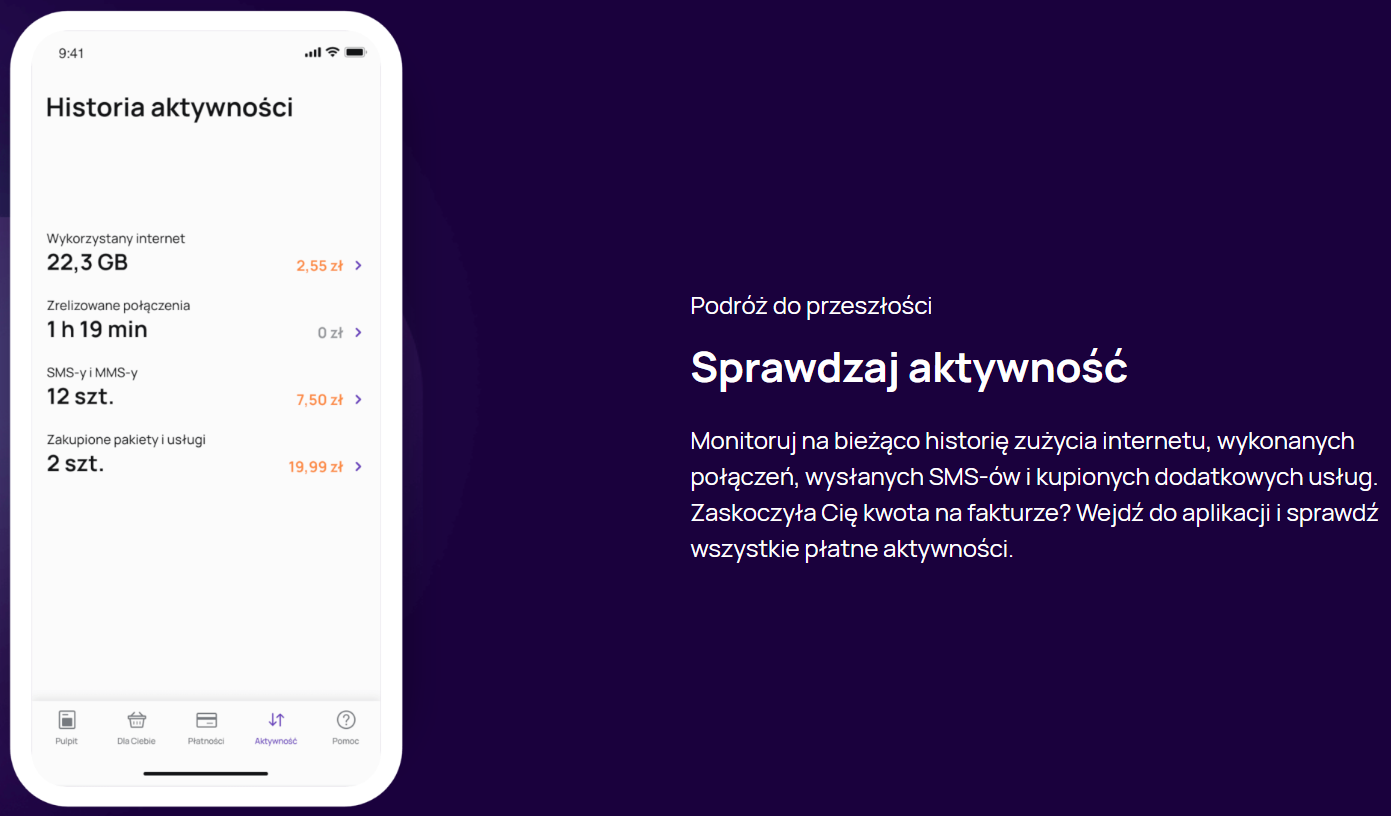 9:41
Historia aktywności
Wykorzystany internet
22,3 GB
2,55 zł
Zrelizowane połączenia
1 h 19 min
0 zł
SMS-y i MMS-y
12 szt.
7,50 zł
Zakupione pakiety i usługi
2 szt.
19,99 zł
Pulpit
Dla Ciebie
Płatności
Aktywność
Pomoc
Podróż do przeszłości
Sprawdzaj aktywność
Monitoruj na bieżąco historię zużycia internetu, wykonanych
połączeń, wysłanych SMS-ów i kupionych dodatkowych usług.
Zaskoczyła Cię kwota na fakturze? Wejdź do aplikacji i sprawdź
wszystkie płatne aktywności.